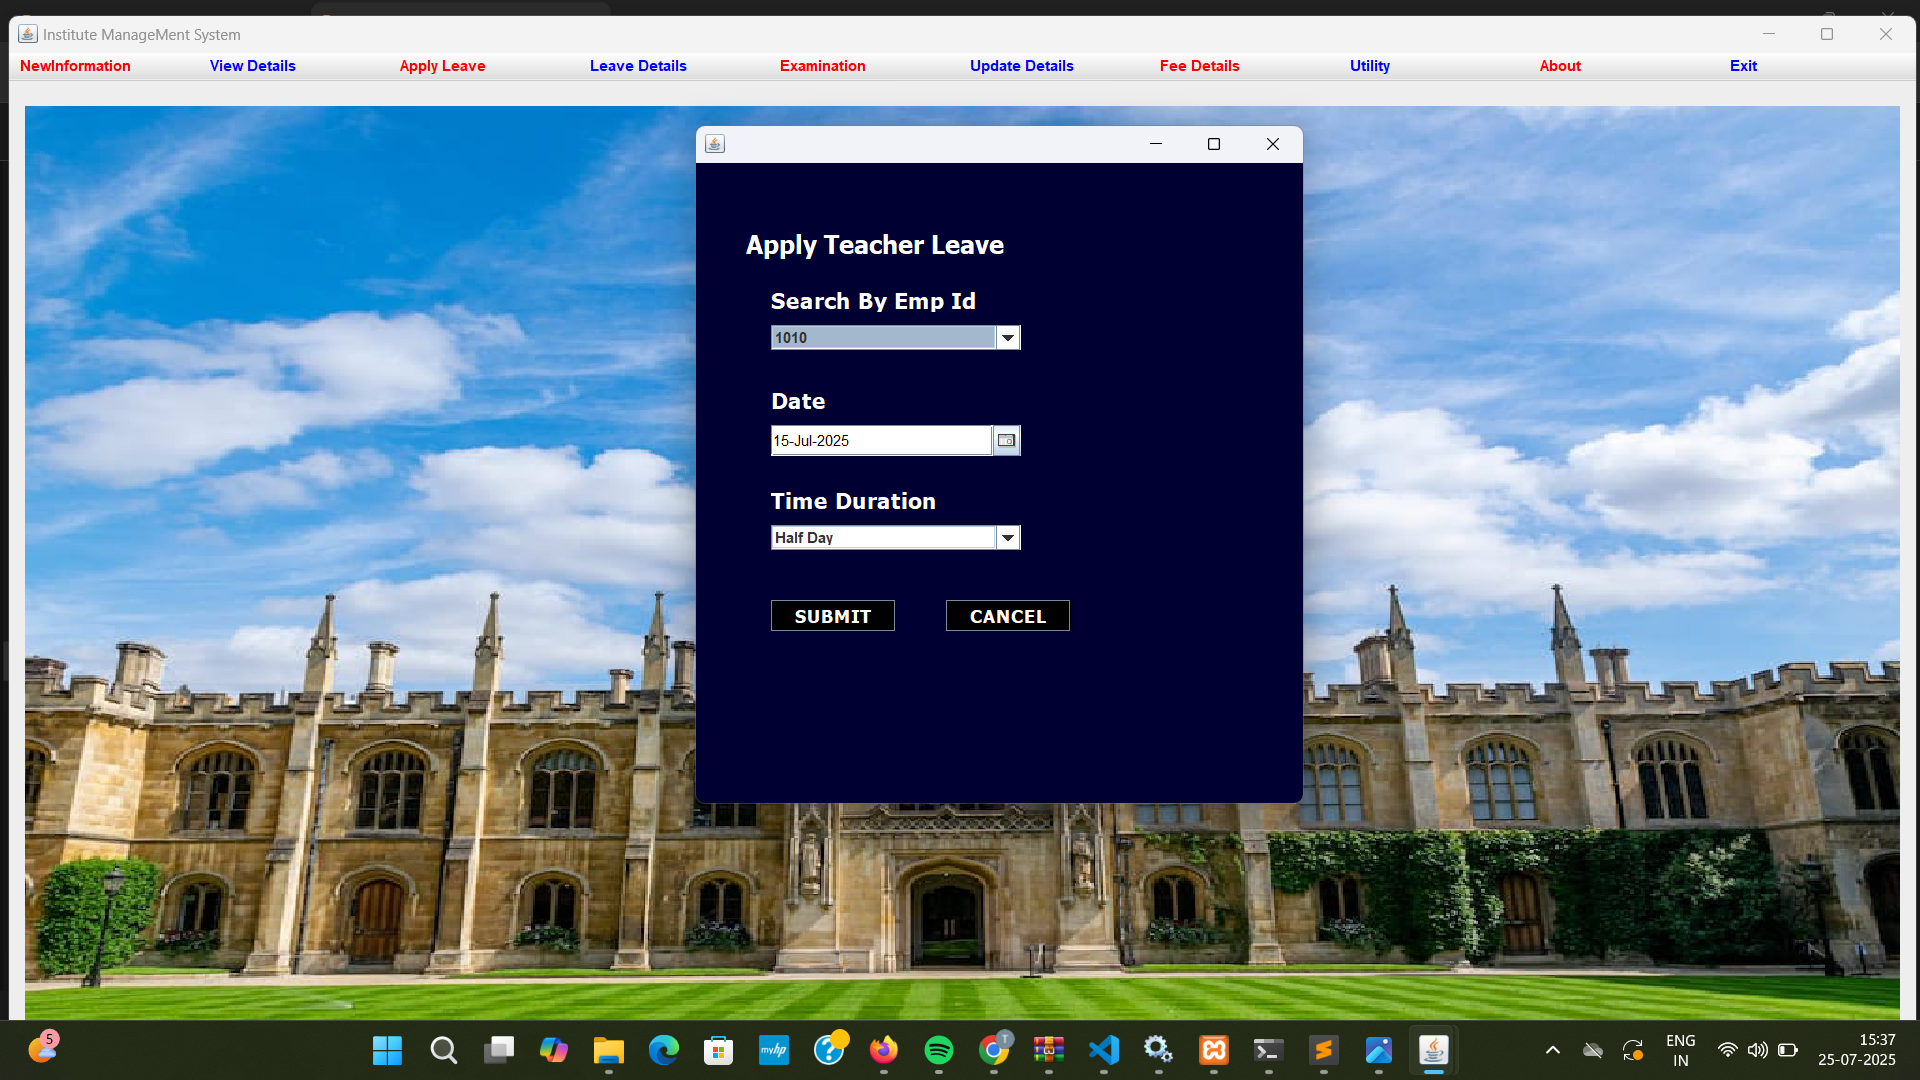 Institute ManageMent System
NewInformation View Details Apply Leave Leave Details Examination Update Details Fee Details Utility About Exit
Apply Teacher Leave
Search By Emp Id
1010
Date
15-Jul-2025
Time Duration
Half Day
SUBMIT CANCEL
5
myhp
T
ENG
IN
15:37
25-07-2025